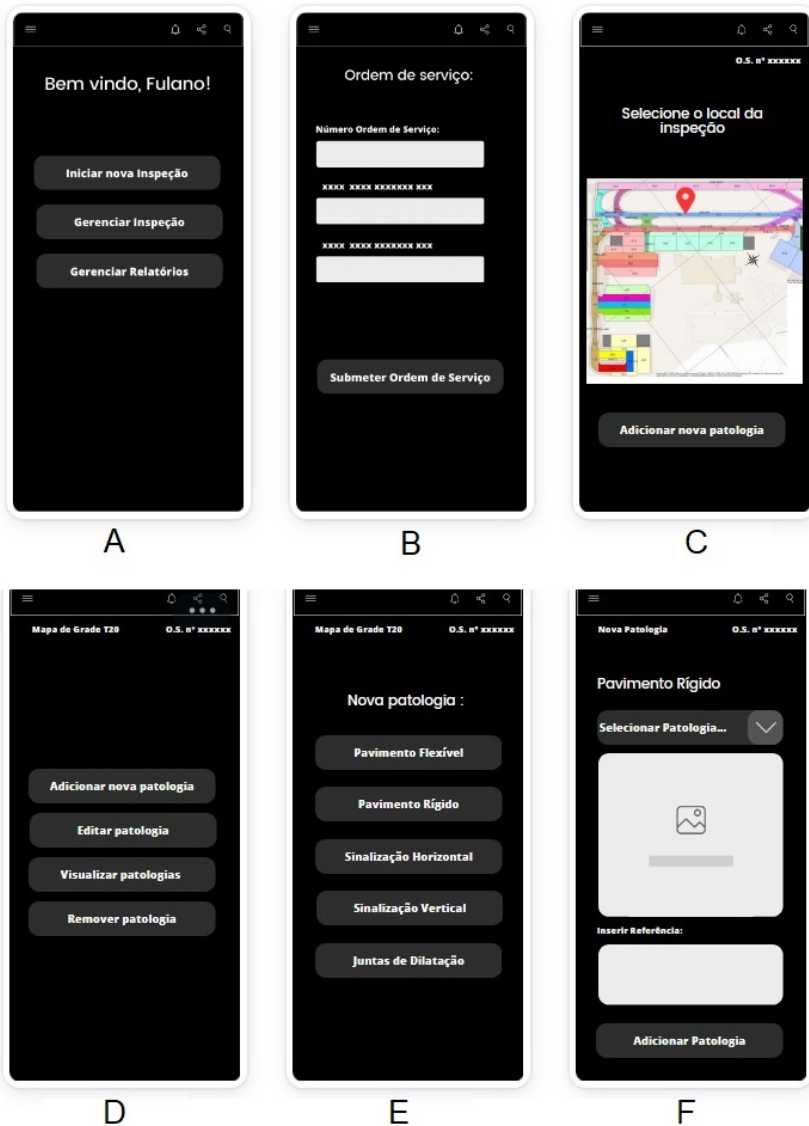 Bem vindo, Fulano!
Iniciar nova Inspeção
Gerenciar Inspeção
Gerenciar Relatórios
A
Ordem de serviço:
Número Ordem de Serviço:
xxxx xxxx xxxxxxx xxx
xxxx xxxx xxxxxxx xxx
Submeter Ordem de Serviço
B
O.S. nº xxxxxx
Selecione o local da
inspeção
Adicionar nova patologia
C
Mapa de Grade T20 O.S. nº xxxxxx
Adicionar nova patologia
Editar patologia
Visualizar patologias
Remover patologia
D
Mapa de Grade T20 O.S. nº xxxxxx
Nova patologia :
Pavimento Flexível
Pavimento Rígido
Sinalização Horizontal
Sinalização Vertical
Juntas de Dilatação
E
Nova Patologia O.S. nº xxxxxx
Pavimento Rígido
Selecionar Patologia...
Inserir Referência:
Adicionar Patologia
F